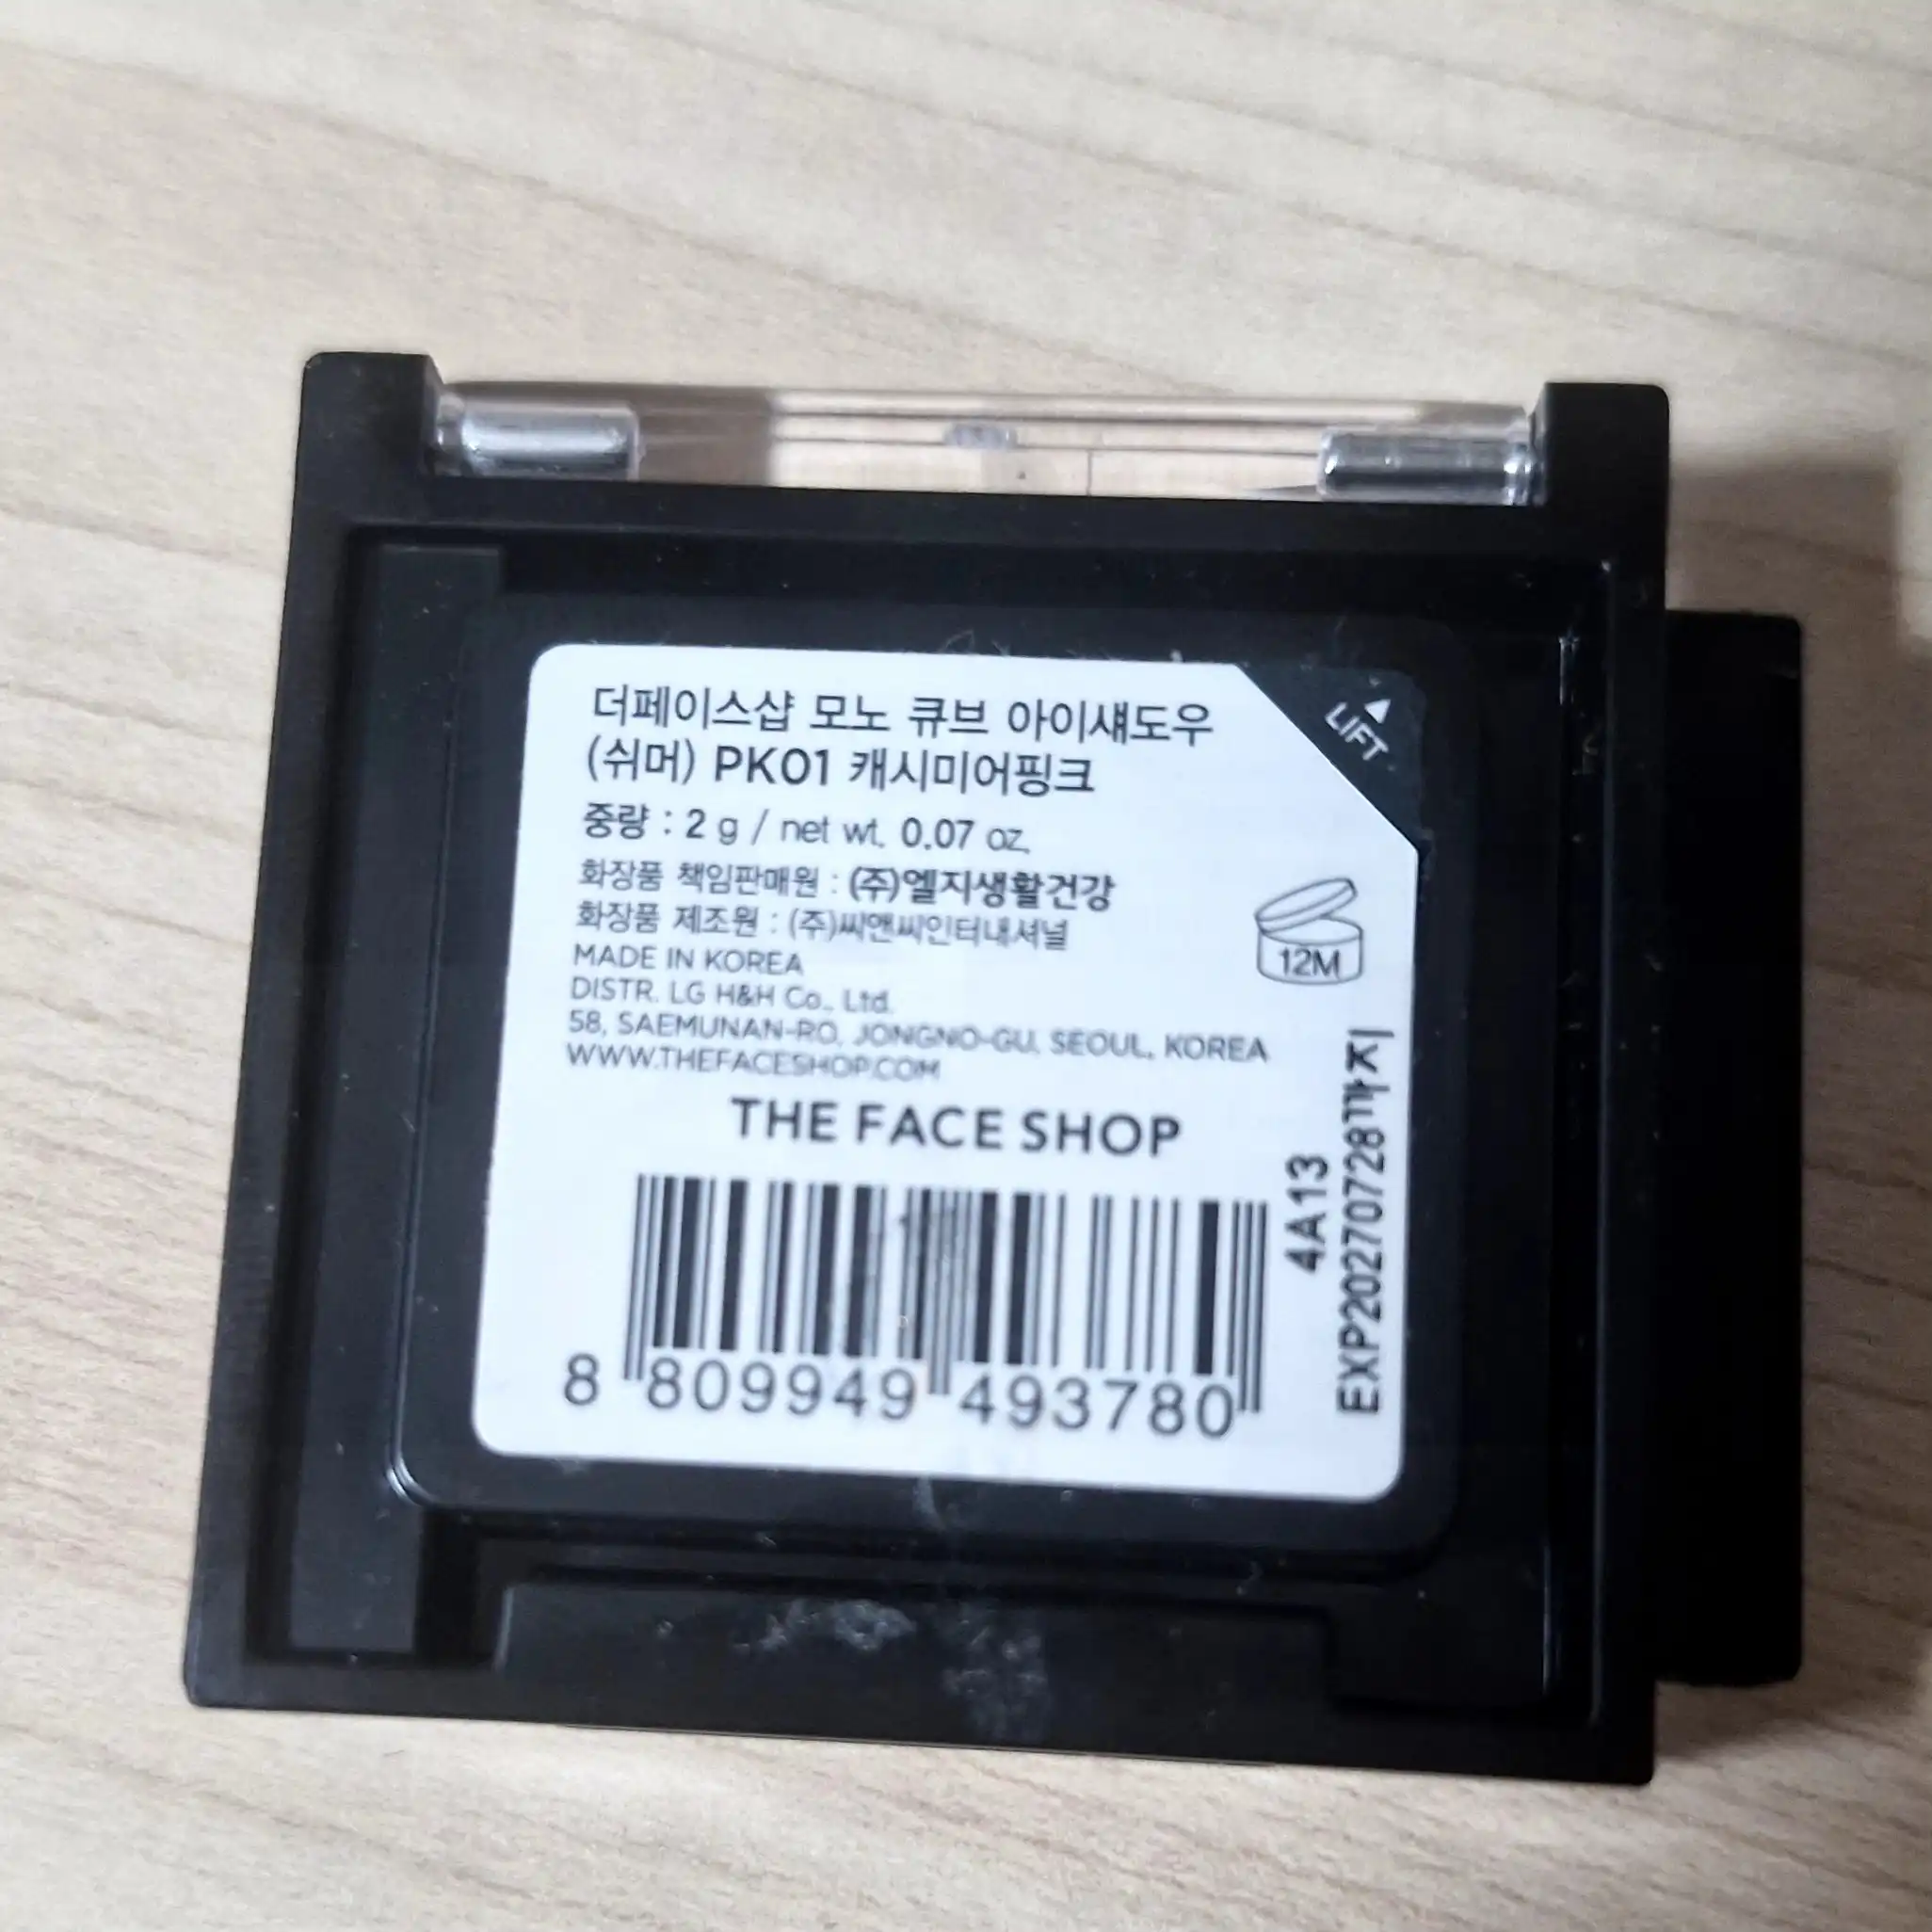 더페이스샵 모노 큐브 아이섀도우
(쉬머) PK01 캐시미어핑크
중량 : 2 g / net wt. 0.07 oz.
화장품 책임판매원 : (주)엘지생활건강
화장품 제조원 : (주)씨앤씨인터내셔널
MADE IN KOREA
DISTR. LG H&H Co., Ltd.
58, SAEMUNAN-RO, JONGNO-GU, SEOUL, KOREA
WWW.THEFACESHOP.COM
THE FACE SHOP
8 809949 493780
LIFT
12M
4A13
EXP20270728까지